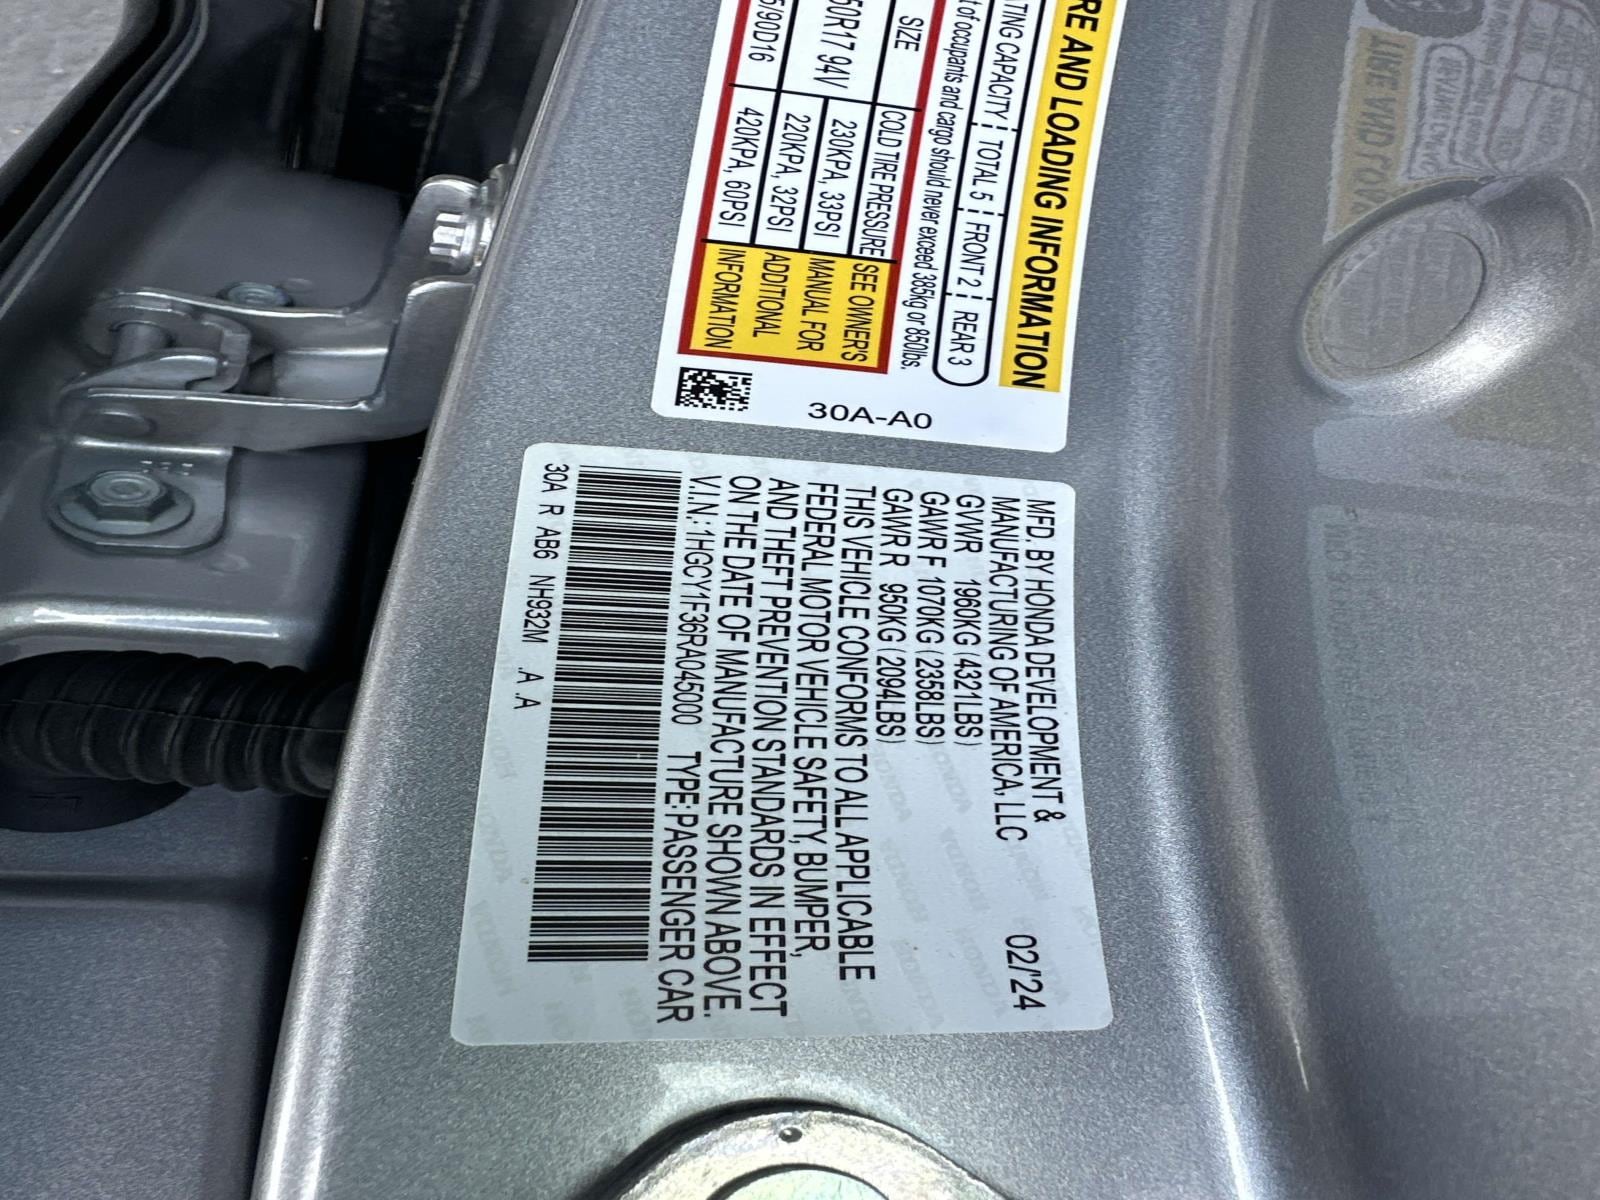 RE AND LOADING INFORMATION
ATING CAPACITY TOTAL 5 FRONT 2 REAR 3
of occupants and cargo should never exceed 385kg or 850lbs.
SIZE COLD TIRE PRESSURE SEE OWNER'S
50R17 94V 230KPA, 33PSI MANUAL FOR
220KPA, 32PSI ADDITIONAL
5/90D16 420KPA, 60PSI INFORMATION
30A-A0
MFD. BY HONDA DEVELOPMENT &
MANUFACTURING OF AMERICA, LLC 02/'24
GVWR 1960KG (4321LBS)
GAWR F 1070KG (2358LBS)
GAWR R 950KG (2094LBS)
THIS VEHICLE CONFORMS TO ALL APPLICABLE
FEDERAL MOTOR VEHICLE SAFETY, BUMPER,
AND THEFT PREVENTION STANDARDS IN EFFECT
ON THE DATE OF MANUFACTURE SHOWN ABOVE.
V.I.N.: 1HGCY1F36RA045000 TYPE: PASSENGER CAR
30A R AB6 NH932M .A .A